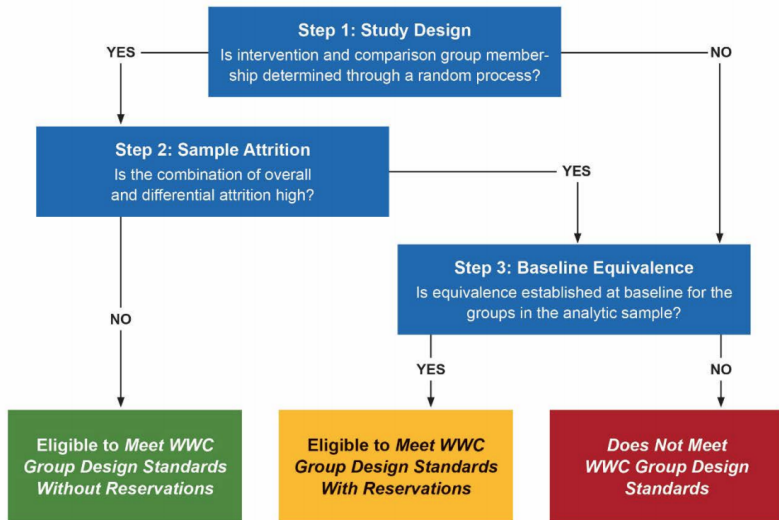 Step 1: Study Design
Is intervention and comparison group member-
ship determined through a random process?
YES
NO
Step 2: Sample Attrition
Is the combination of overall
and differential attrition high?
YES
Step 3: Baseline Equivalence
Is equivalence established at baseline for the
groups in the analytic sample?
NO
YES
NO
Eligible to Meet WWC
Group Design Standards
Without Reservations
Eligible to Meet WWC
Group Design Standards
With Reservations
Does Not Meet
WWC Group Design
Standards